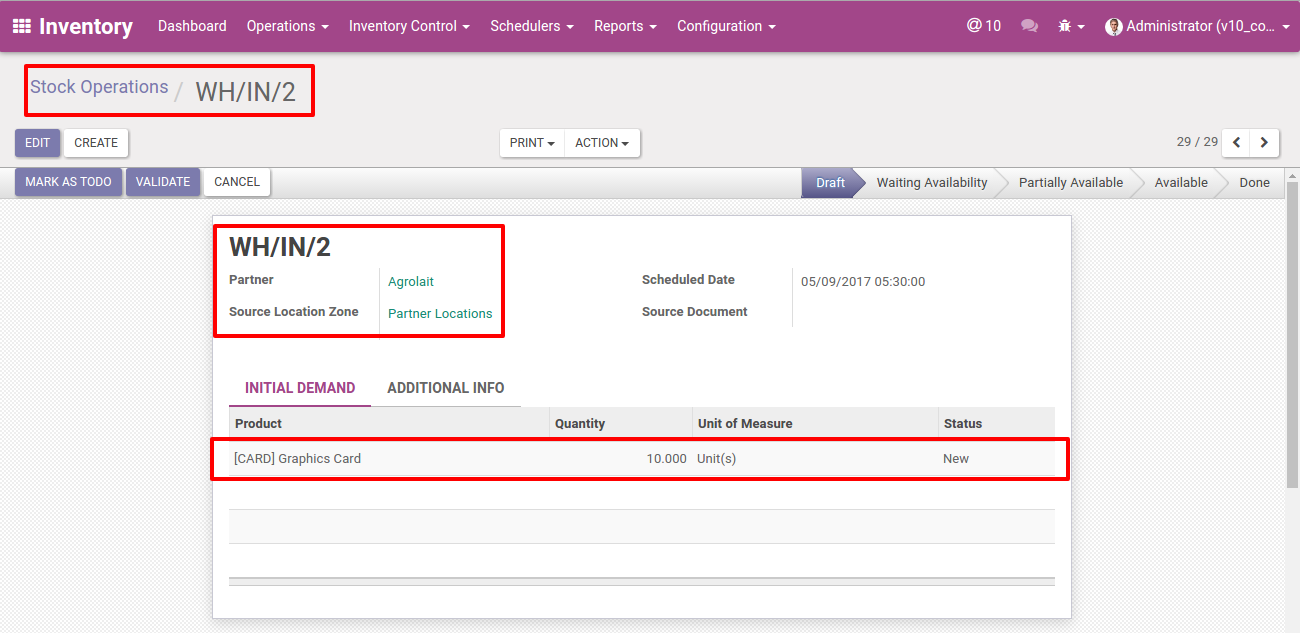 Inventory Dashboard Operations Inventory Control Schedulers Reports Configuration @ 10 Administrator (v10_co...
Stock Operations / WH/IN/2
EDIT CREATE PRINT ACTION 29 / 29
MARK AS TODO VALIDATE CANCEL Draft Waiting Availability Partially Available Available Done
WH/IN/2
Partner Agrolait Scheduled Date 05/09/2017 05:30:00
Source Location Zone Partner Locations Source Document
INITIAL DEMAND ADDITIONAL INFO
Product Quantity Unit of Measure Status
[CARD] Graphics Card 10.000 Unit(s) New